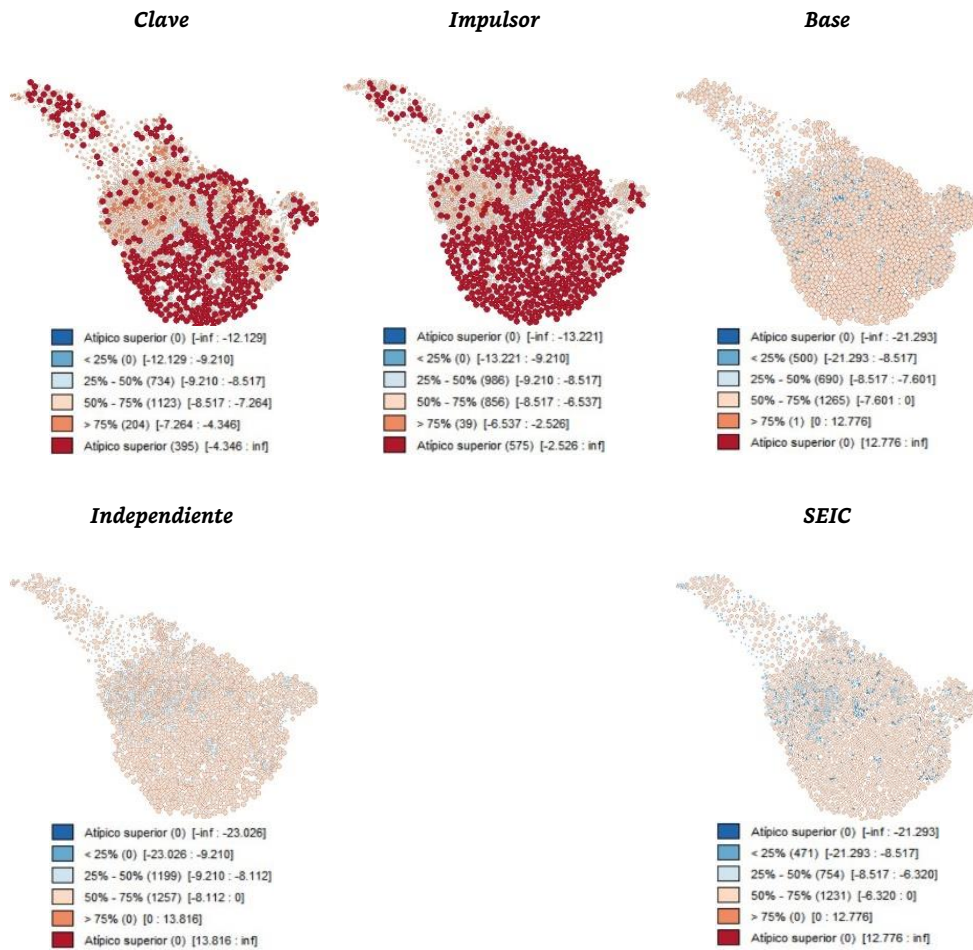 Clave
Impulsor
Base
Atípico superior (0) [-inf : -12.129]
< 25% (0) [-12.129 : -9.210]
25% - 50% (734) [-9.210 : -8.517]
50% - 75% (1123) [-8.517 : -7.264]
> 75% (204) [-7.264 : -4.346]
Atípico superior (395) [-4.346 : inf]
Atípico superior (0) [-inf : -13.221]
< 25% (0) [-13.221 : -9.210]
25% - 50% (986) [-9.210 : -8.517]
50% - 75% (856) [-8.517 : -6.537]
> 75% (39) [-6.537 : -2.526]
Atípico superior (575) [-2.526 : inf]
Atípico superior (0) [-inf : -21.293]
< 25% (500) [-21.293 : -8.517]
25% - 50% (690) [-8.517 : -7.601]
50% - 75% (1265) [-7.601 : 0]
> 75% (1) [0 : 12.776]
Atípico superior (0) [12.776 : inf]
Independiente
SEIC
Atípico superior (0) [-inf : -23.026]
< 25% (0) [-23.026 : -9.210]
25% - 50% (1199) [-9.210 : -8.112]
50% - 75% (1257) [-8.112 : 0]
> 75% (0) [0 : 13.816]
Atípico superior (0) [13.816 : inf]
Atípico superior (0) [-inf : -21.293]
< 25% (471) [-21.293 : -8.517]
25% - 50% (754) [-8.517 : -6.320]
50% - 75% (1231) [-6.320 : 0]
> 75% (0) [0 : 12.776]
Atípico superior (0) [12.776 : inf]